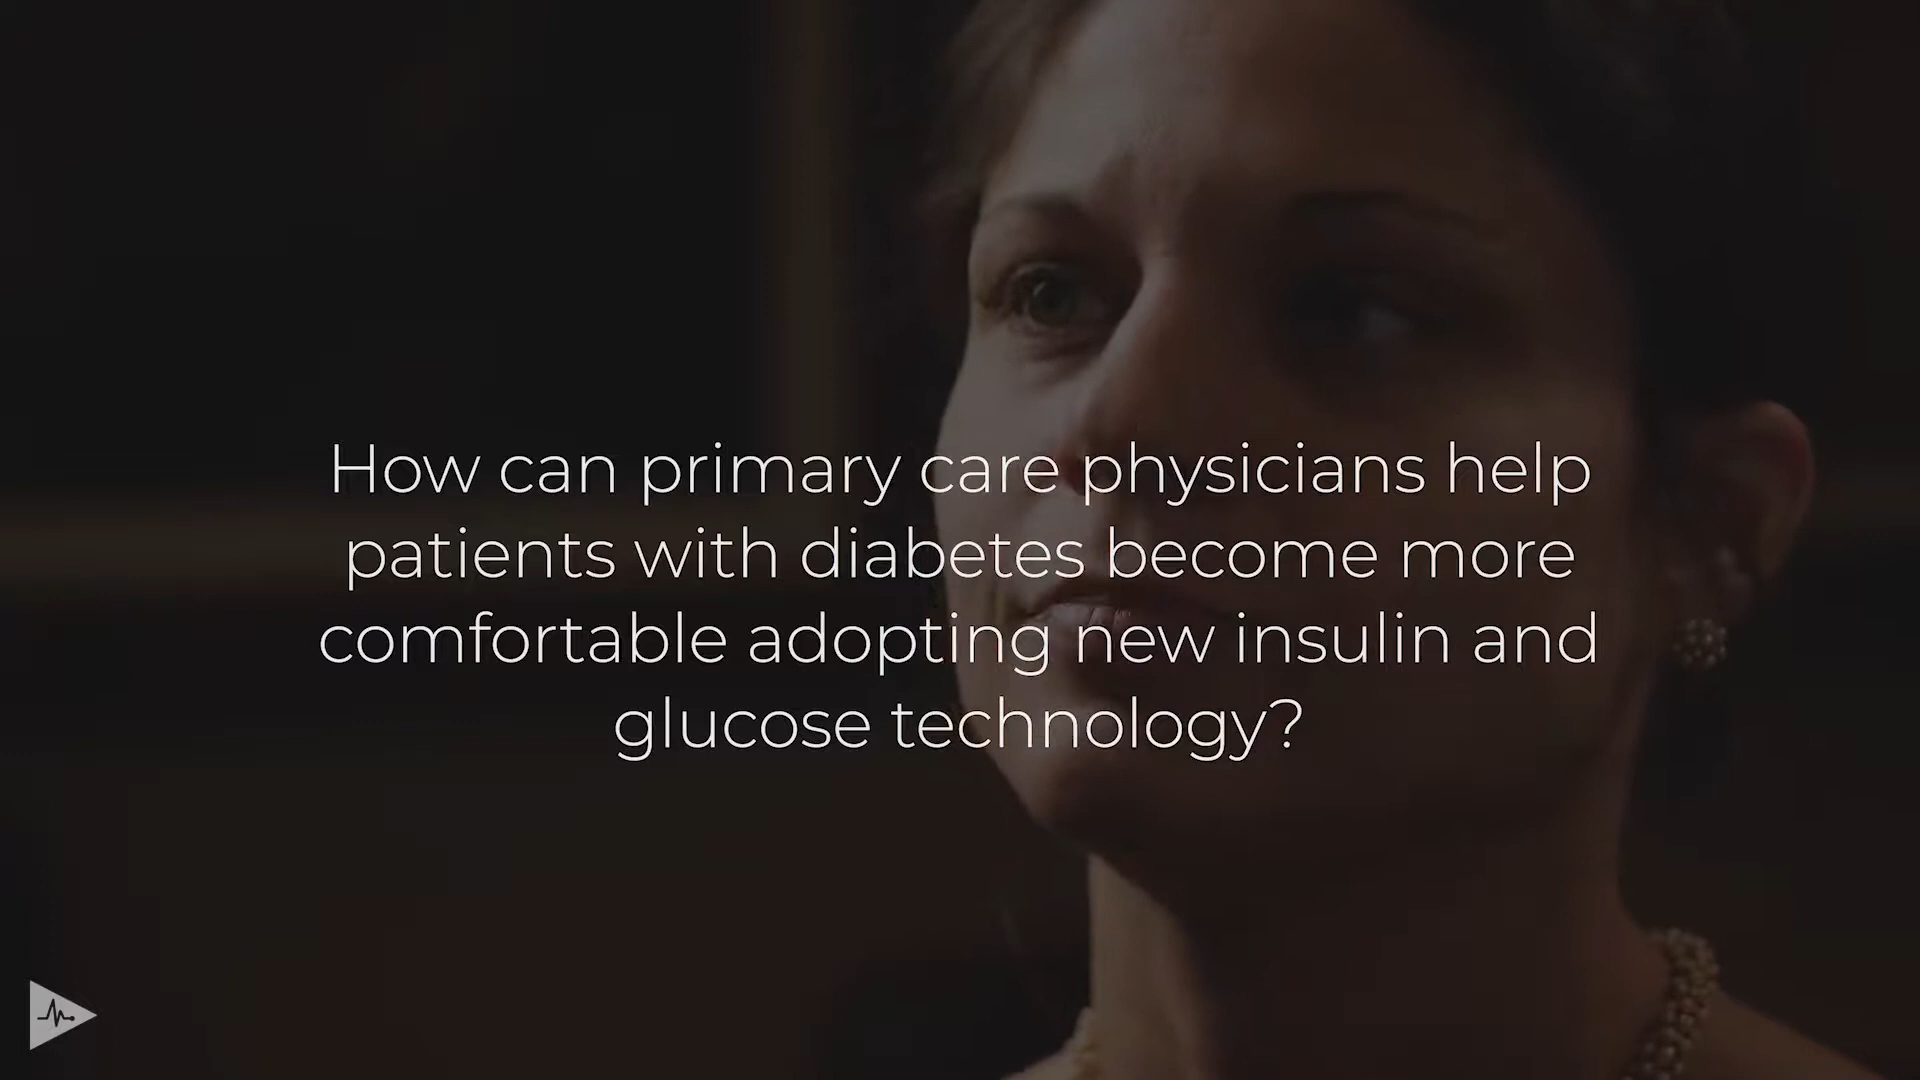 How can primary care physicians help
patients with diabetes become more
comfortable adopting new insulin and
glucose technology?